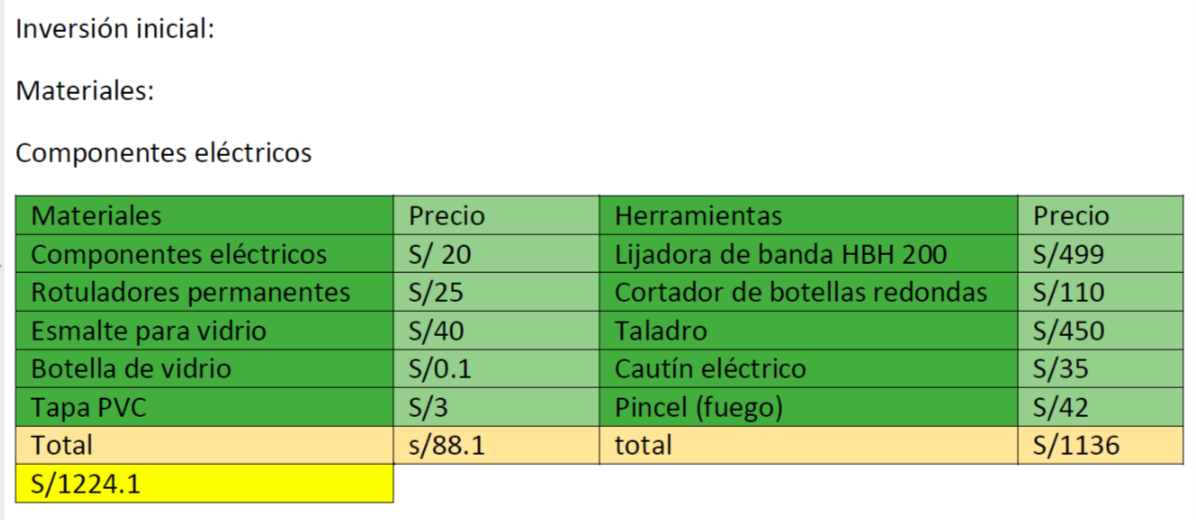 Inversión inicial:
Materiales:
Componentes eléctricos
Materiales Precio Herramientas Precio
Componentes eléctricos S/ 20 Lijadora de banda HBH 200 S/499
Rotuladores permanentes S/25 Cortador de botellas redondas S/110
Esmalte para vidrio S/40 Taladro S/450
Botella de vidrio S/0.1 Cautín eléctrico S/35
Tapa PVC S/3 Pincel (fuego) S/42
Total s/88.1 total S/1136
S/1224.1